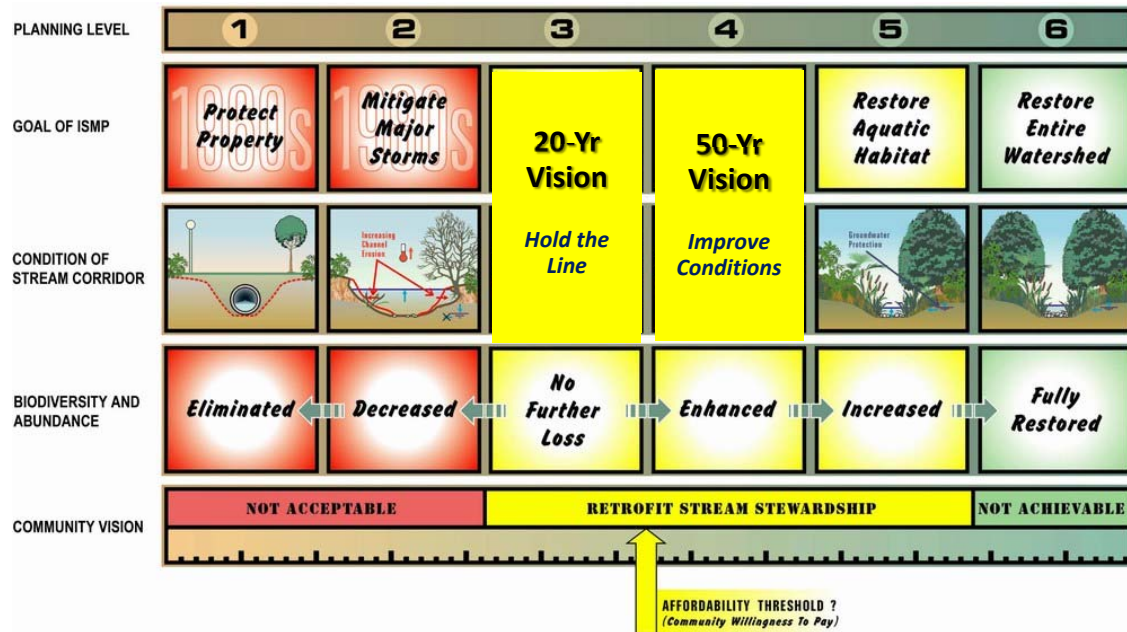 PLANNING LEVEL
1 2 3 4 5 6
GOAL OF ISMP
1980s
Protect
Property
1990s
Mitigate
Major
Storms
20-Yr
Vision
Hold the
Line
50-Yr
Vision
Improve
Conditions
Restore
Aquatic
Habitat
Restore
Entire
Watershed
CONDITION OF
STREAM CORRIDOR
Increasing
Channel
Erosion
Groundwater
Protection
BIODIVERSITY AND
ABUNDANCE
Eliminated
Decreased
No
Further
Loss
Enhanced
Increased
Fully
Restored
COMMUNITY VISION
NOT ACCEPTABLE
RETROFIT STREAM STEWARDSHIP
NOT ACHIEVABLE
AFFORDABILITY THRESHOLD ?
(Community Willingness To Pay)